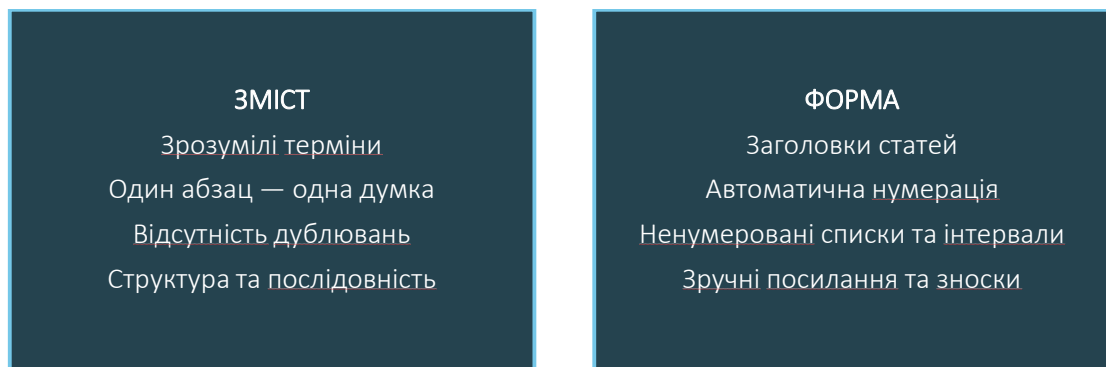 ЗМІСТ
Зрозумілі терміни
Один абзац — одна думка
Відсутність дублювань
Структура та послідовність
ФОРМА
Заголовки статей
Автоматична нумерація
Ненумеровані списки та інтервали
Зручні посилання та зноски